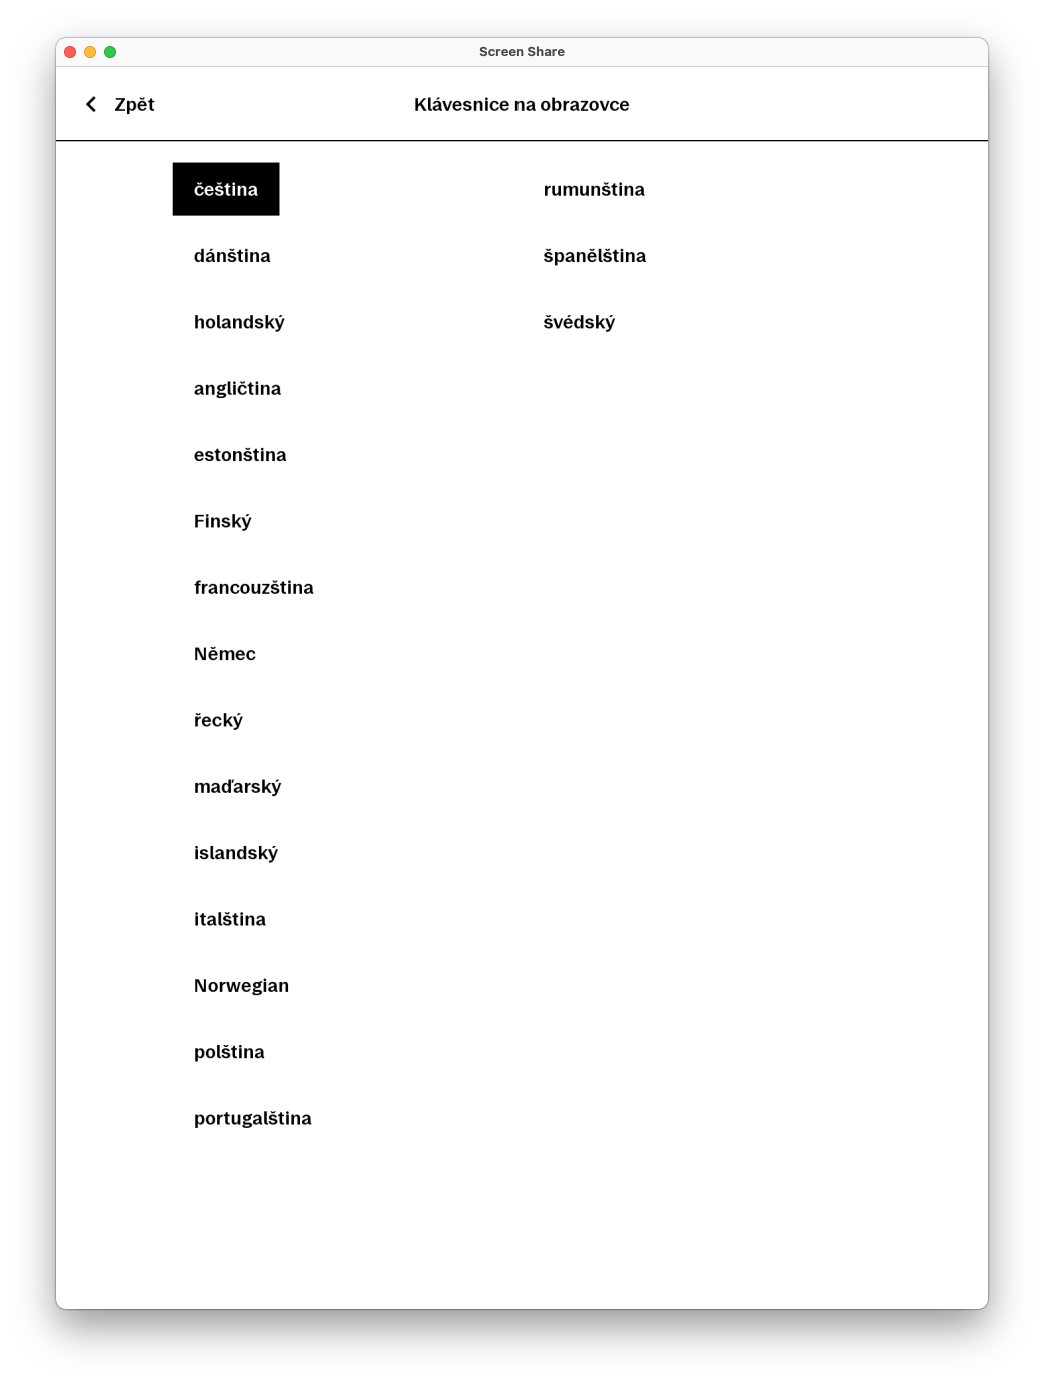 Screen Share
Zpět
Klávesnice na obrazovce
čeština
dánština
holandský
angličtina
estonština
Finský
francouzština
Němec
řecký
maďarský
islandský
italština
Norwegian
polština
portugalština
rumunština
španělština
švédský